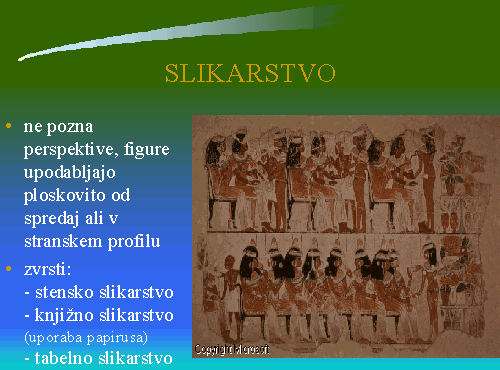 SLIKARSTVO
• ne pozna
perspektive, figure
upodabljajo
ploskovito od
spredaj ali v
stranskem profilu
• zvrsti:
- stensko slikarstvo
- knjižno slikarstvo
(uporaba papirusa)
- tabelno slikarstvo
Copyright Microsoft